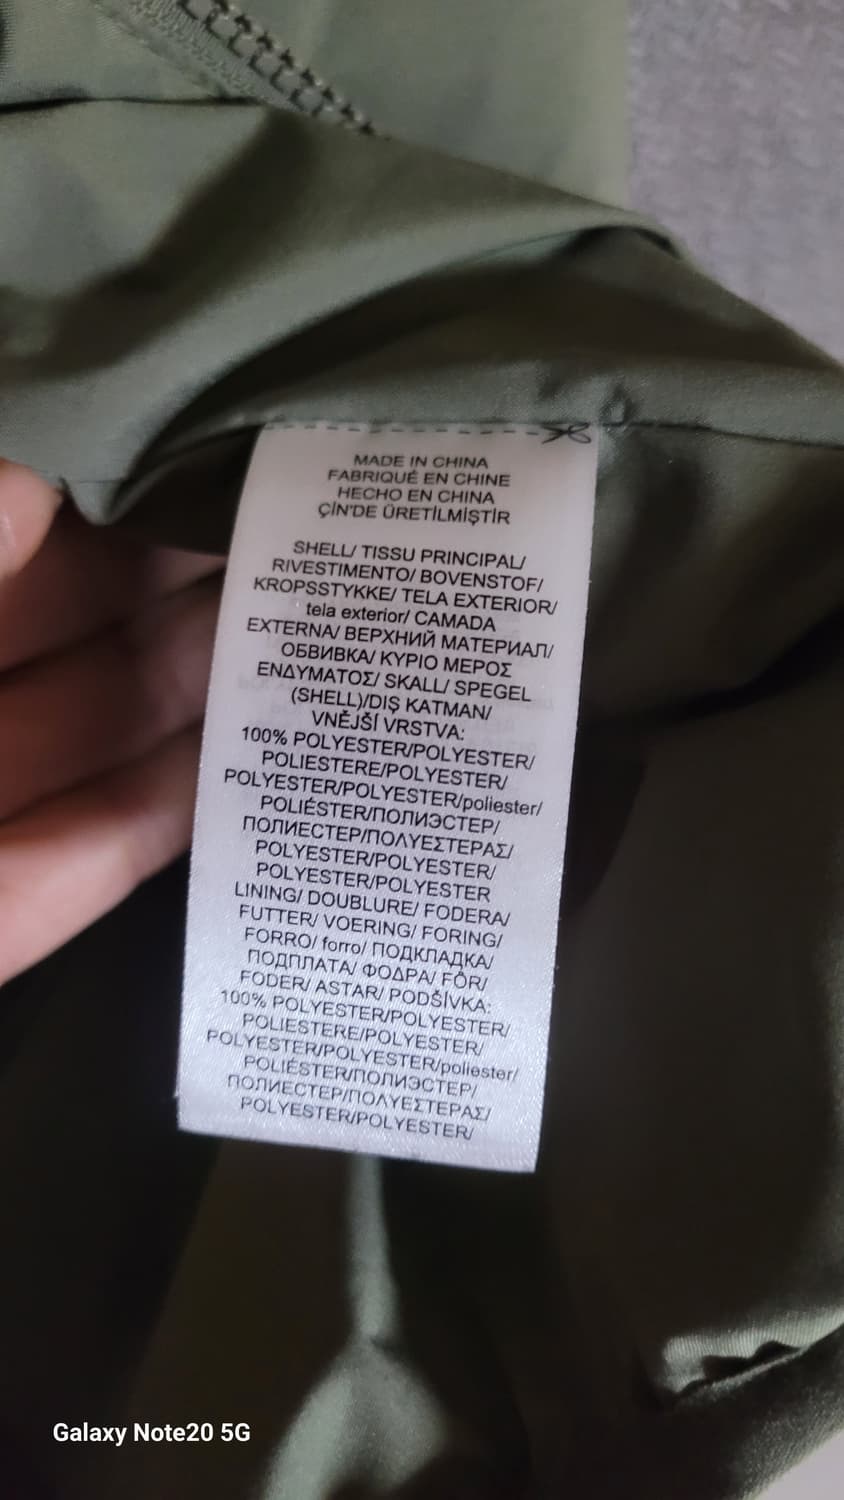 MADE IN CHINA
FABRIQUÉ EN CHINE
HECHO EN CHINA
ÇİN'DE ÜRETİLMİŞTİR
SHELL/ TISSU PRINCIPAL/
RIVESTIMENTO/ BOVENSTOF/
KROPSSTYKKE/ TELA EXTERIOR/
tela exterior/ CAMADA
EXTERNA/ ВЕРХНИЙ МАТЕРИАЛ/
ОБВИВКА/ ΚΥΡΙΟ ΜΕΡΟΣ
ΕΝΔΥΜΑΤΟΣ/ SKALL/ SPEGEL
(SHELL)/DIŞ KATMAN/
VNĚJŠÍ VRSTVA:
100% POLYESTER/POLYESTER/
POLIESTERE/POLYESTER/
POLYESTER/POLYESTER/poliester/
POLIÉSTER/ПОЛИЭСТЕР/
ПОЛИЕСТЕР/ΠΟΛΥΕΣΤΕΡΑΣ/
POLYESTER/POLYESTER/
POLYESTER/POLYESTER
LINING/ DOUBLURE/ FODERA/
FUTTER/ VOERING/ FORING/
FORRO/ forro/ ПОДКЛАДКА/
ПОДПЛАТА/ ΦΟΔΡΑ/ FÔR/
FODER/ ASTAR/ PODŠÍVKA:
100% POLYESTER/POLYESTER/
POLIESTERE/POLYESTER/
POLYESTER/POLYESTER/poliester/
POLIÉSTER/ПОЛИЭСТЕР/
ПОЛИЕСТЕР/ΠΟΛΥΕΣΤΕΡΑΣ/
POLYESTER/POLYESTER/
Galaxy Note20 5G